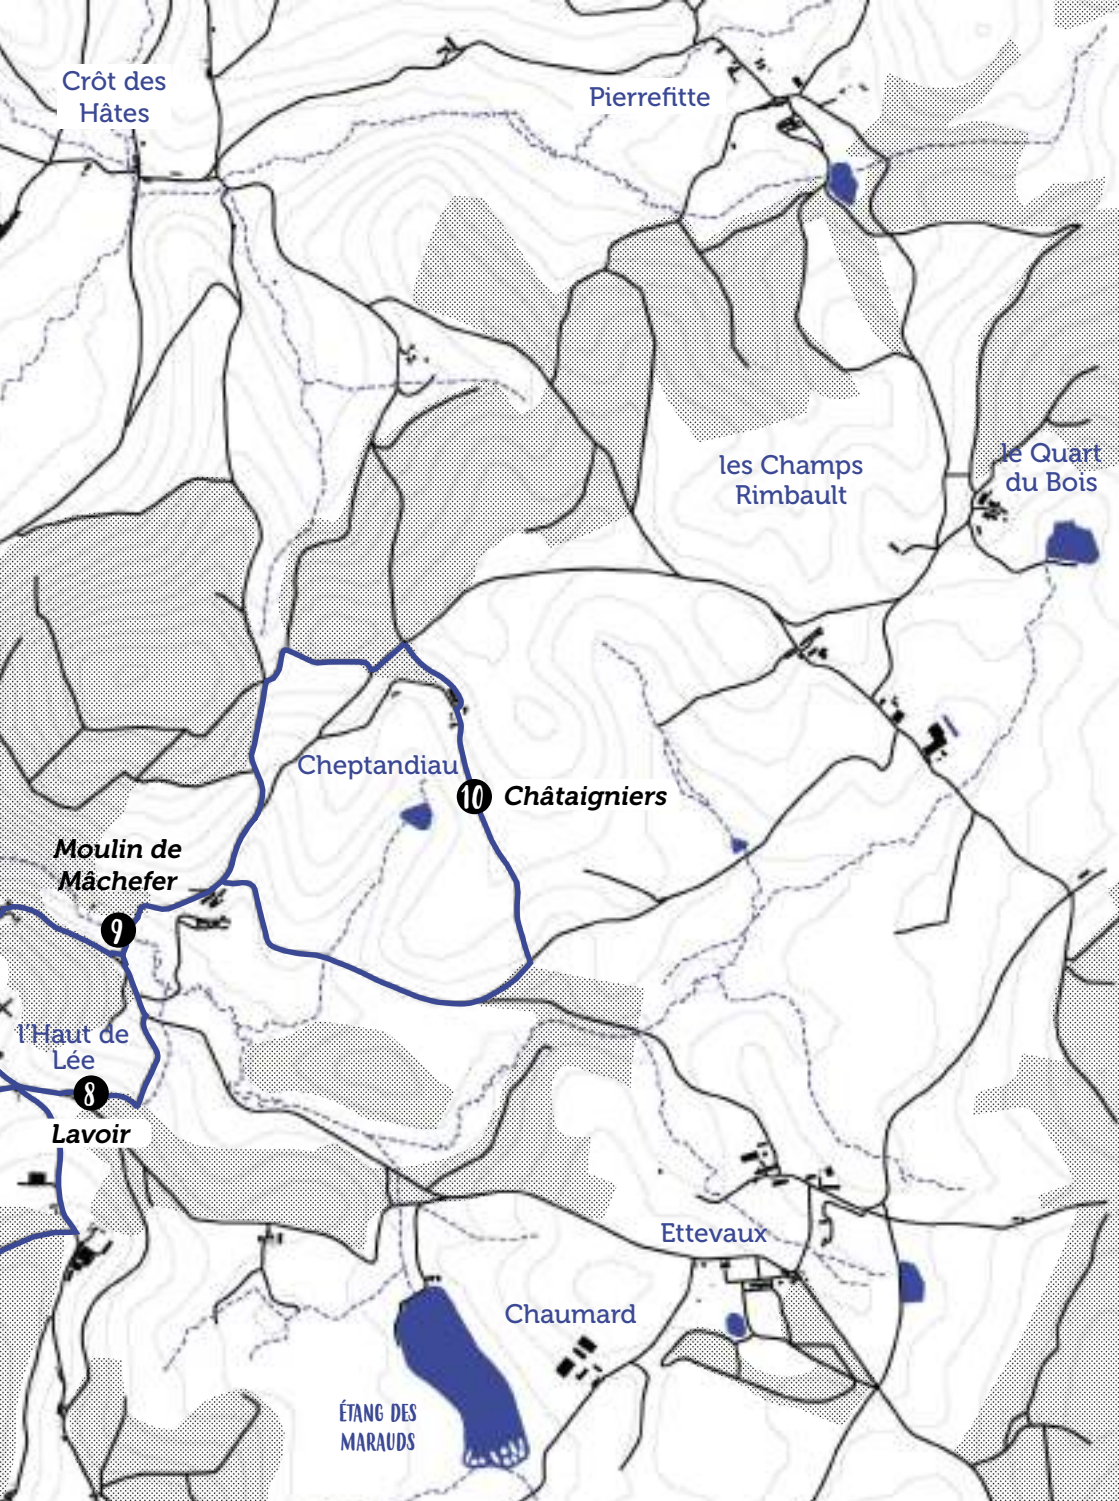 Crôt des
Hâtes
Pierrefitte
les Champs
Rimbault
le Quart
du Bois
Cheptandiau
10 Châtaigniers
Moulin de
Mâchefer
9
l'Haut de
Lée
8
Lavoir
Ettevaux
Chaumard
ÉTANG DES
MARAUDS